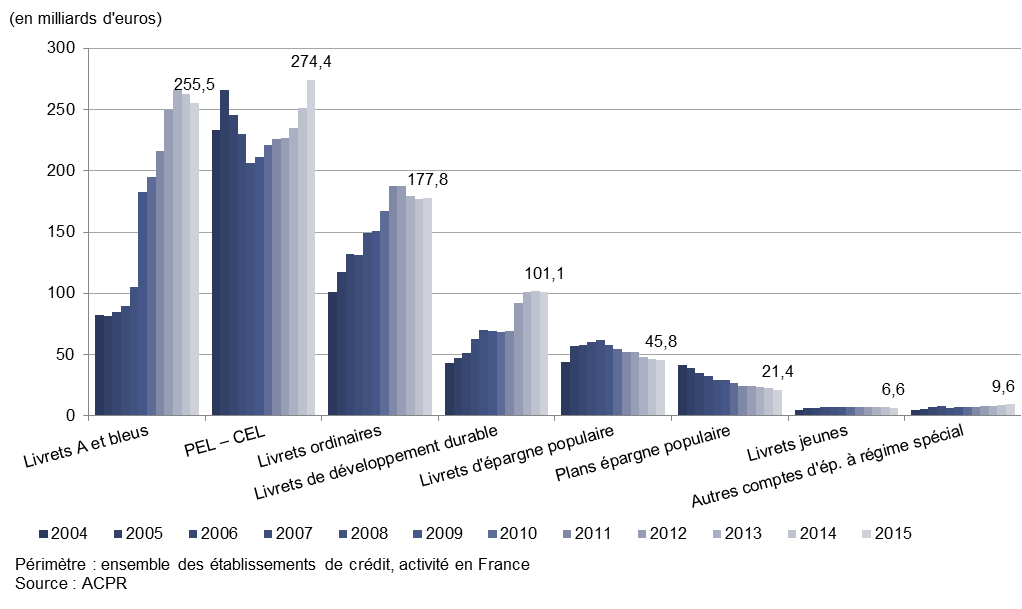 (en milliards d'euros)
300
250
200
150
100
50
0
255,5
274,4
177,8
101,1
45,8
21,4
6,6
9,6
Livrets A et bleus
PEL – CEL
Livrets ordinaires
Livrets de développement durable
Livrets d'épargne populaire
Plans épargne populaire
Livrets jeunes
Autres comptes d'ép. à régime spécial
2004 2005 2006 2007 2008 2009 2010 2011 2012 2013 2014 2015
Périmètre : ensemble des établissements de crédit, activité en France
Source : ACPR